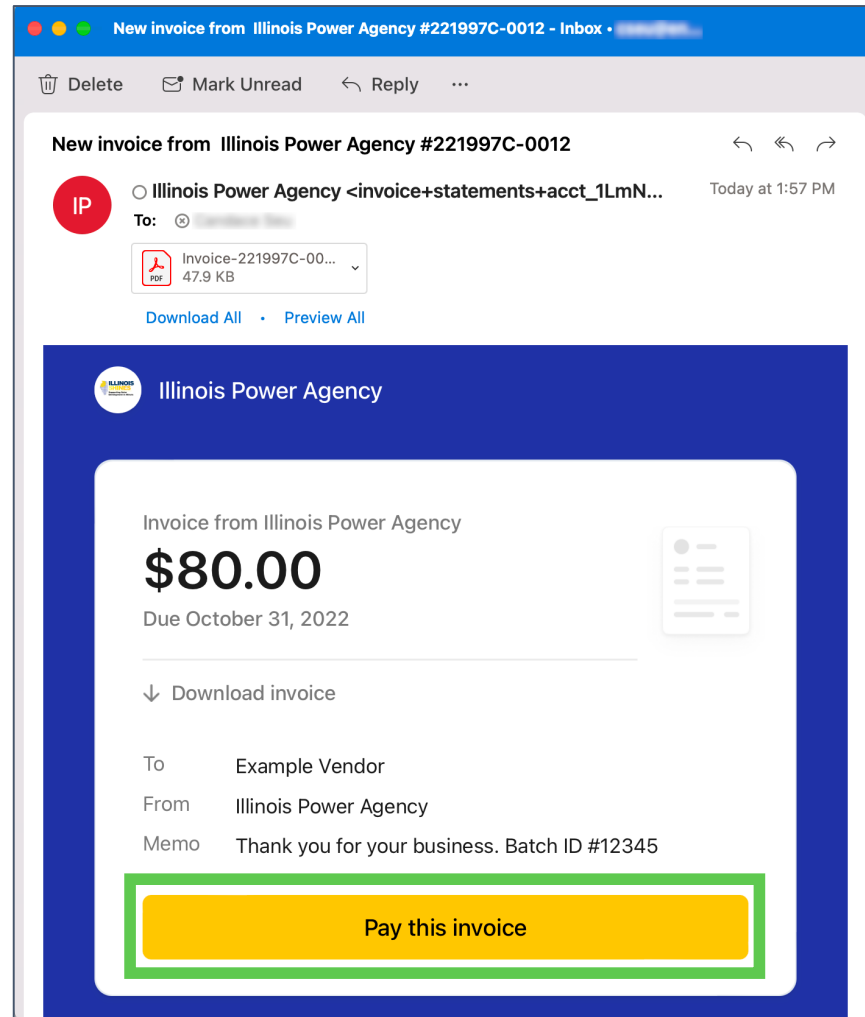 New invoice from Illinois Power Agency #221997C-0012 - Inbox •
Delete Mark Unread Reply ...
New invoice from Illinois Power Agency #221997C-0012
IP
Illinois Power Agency <invoice+statements+acct_1LmN...
Today at 1:57 PM
To:
Invoice-221997C-00...
PDF
47.9 KB
Download All • Preview All
ILLINOIS
Illinois Power Agency
Invoice from Illinois Power Agency
$80.00
Due October 31, 2022
Download invoice
To Example Vendor
From Illinois Power Agency
Memo Thank you for your business. Batch ID #12345
Pay this invoice